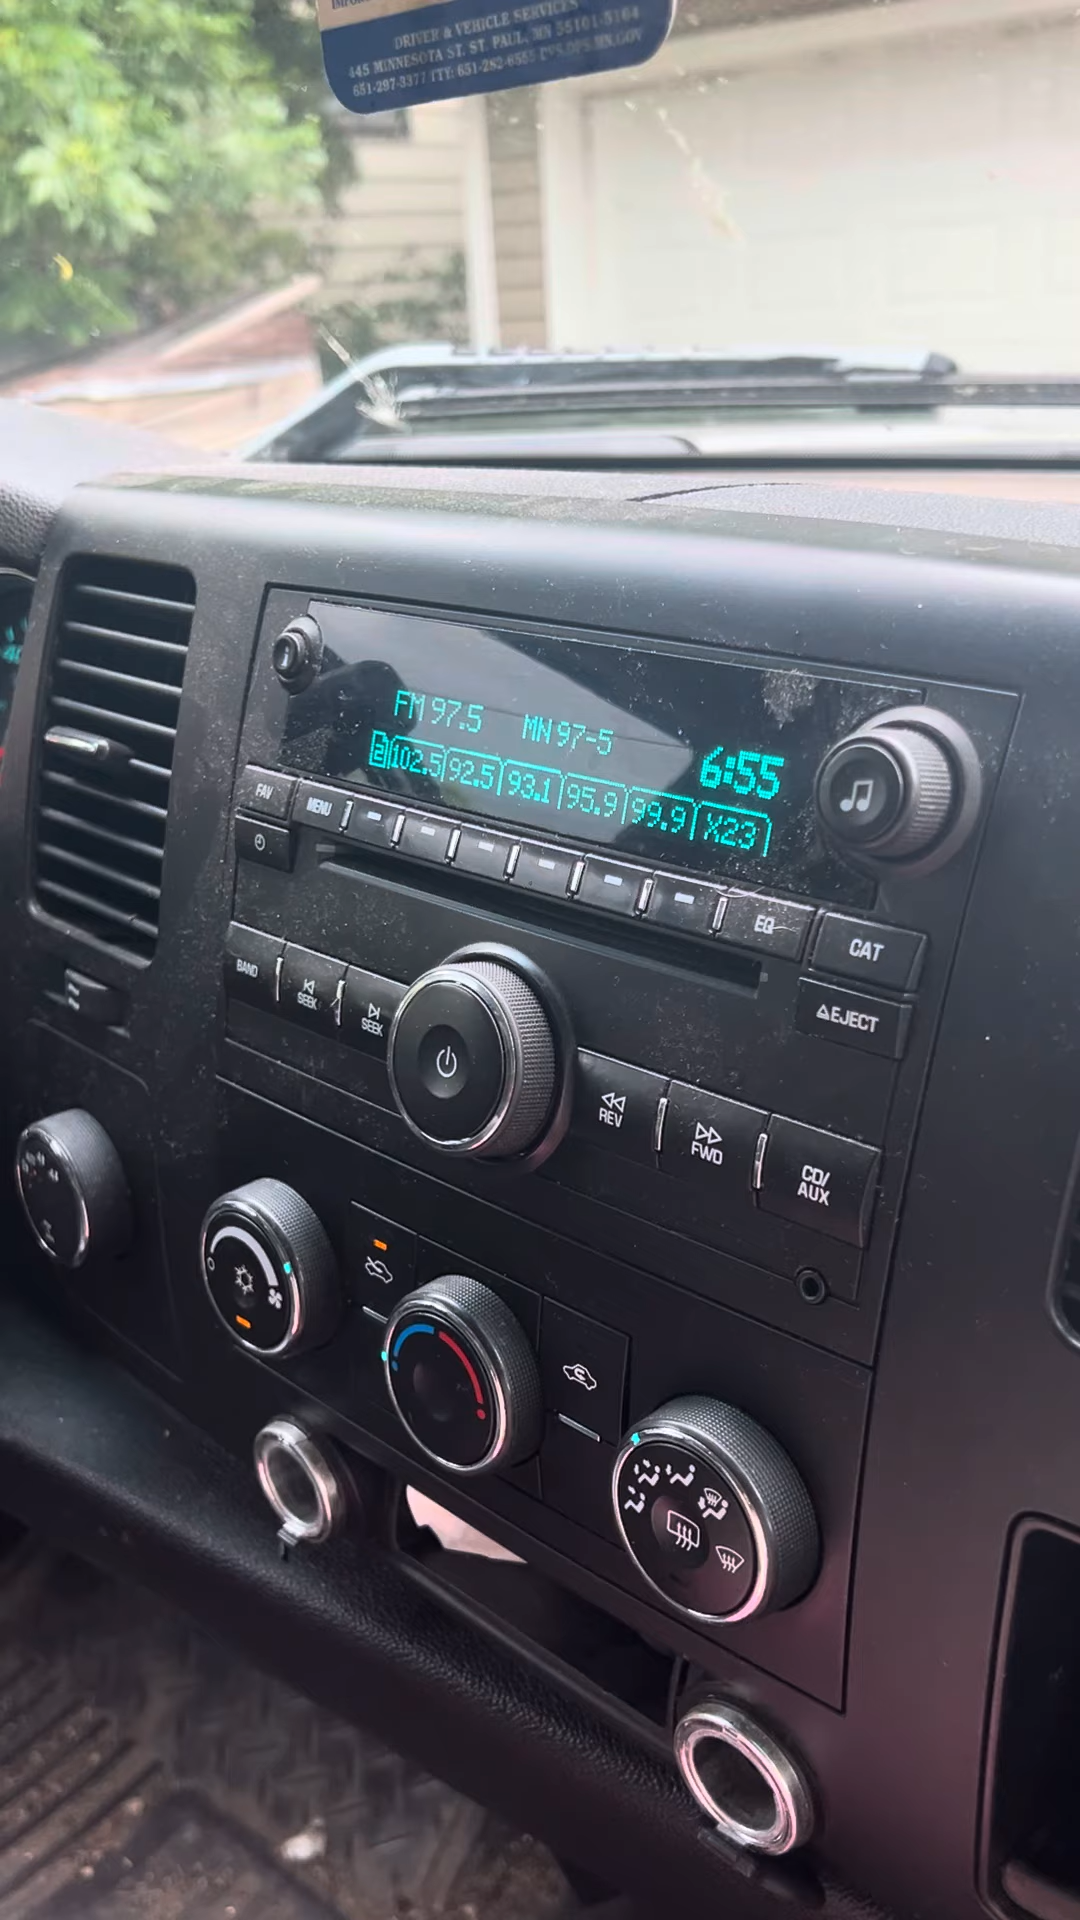 DRIVER & VEHICLE SERVICES
445 MINNESOTA ST. ST. PAUL, MN 55101-5164
651-297-3377 TTY: 651-282-6555 DVS.DPS.MN.GOV
FM 97.5 MN 97-5
6:55
2 102.5 92.5 93.1 95.9 99.9 X23
FAV
MENU
EQ
CAT
EJECT
BAND
SEEK
SEEK
REV
FWD
CD/
AUX